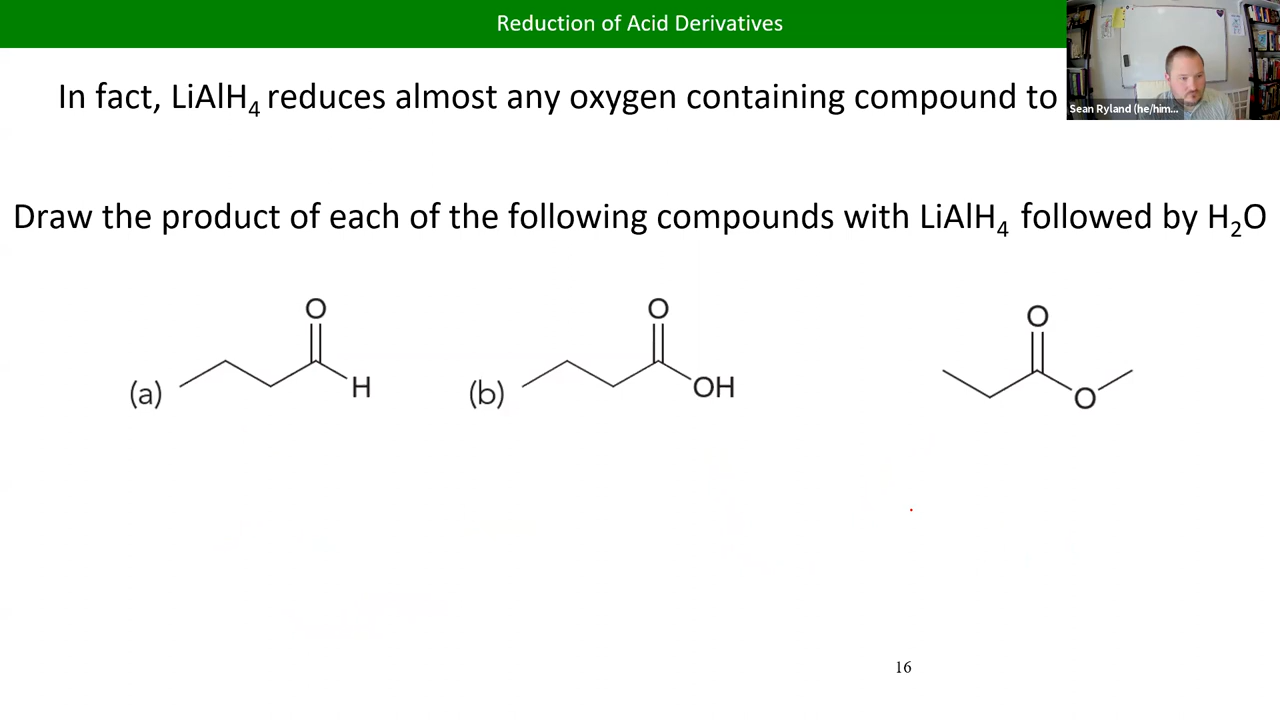 Reduction of Acid Derivatives
In fact, LiAlH₄ reduces almost any oxygen containing compound to
Sean Ryland (he/him...
Draw the product of each of the following compounds with LiAlH₄ followed by H₂O
O
O
O
(a)
H
(b)
OH
O
16